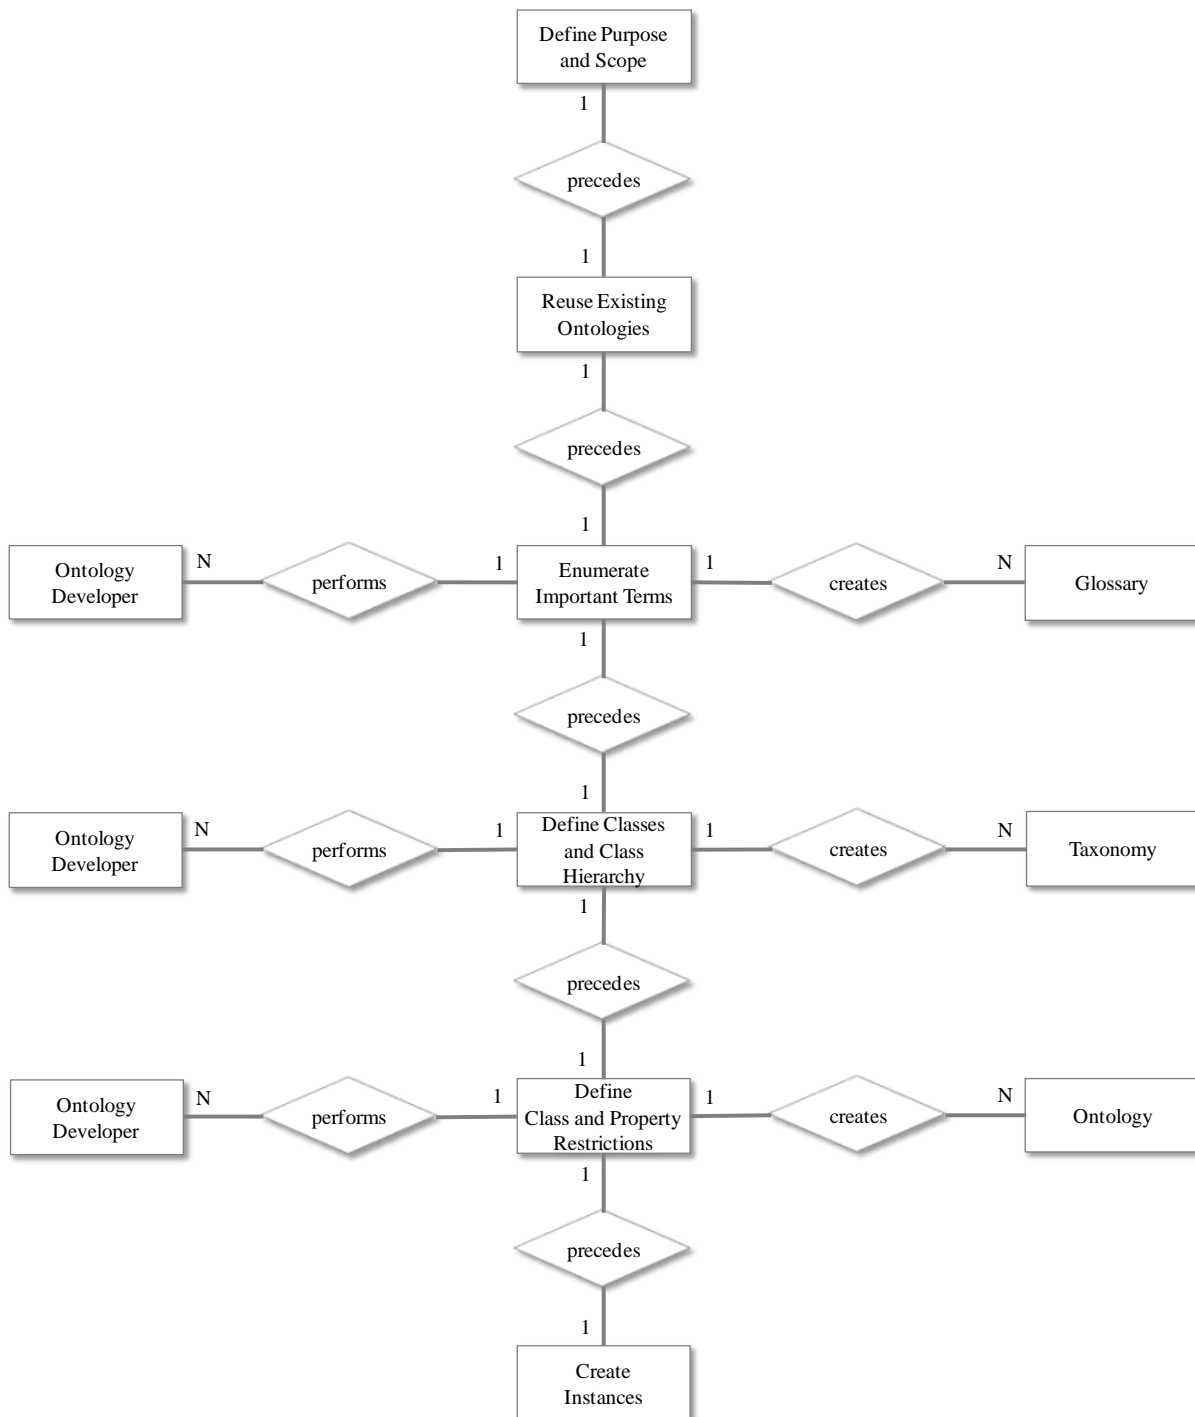 Define Purpose
and Scope
1
precedes
1
Reuse Existing
Ontologies
1
precedes
1
Ontology
Developer
N
performs
1
Enumerate
Important Terms
1
creates
N
Glossary
1
precedes
1
Ontology
Developer
N
performs
1
Define Classes
and Class
Hierarchy
1
creates
N
Taxonomy
1
precedes
1
Ontology
Developer
N
performs
1
Define
Class and Property
Restrictions
1
creates
N
Ontology
1
precedes
1
Create
Instances